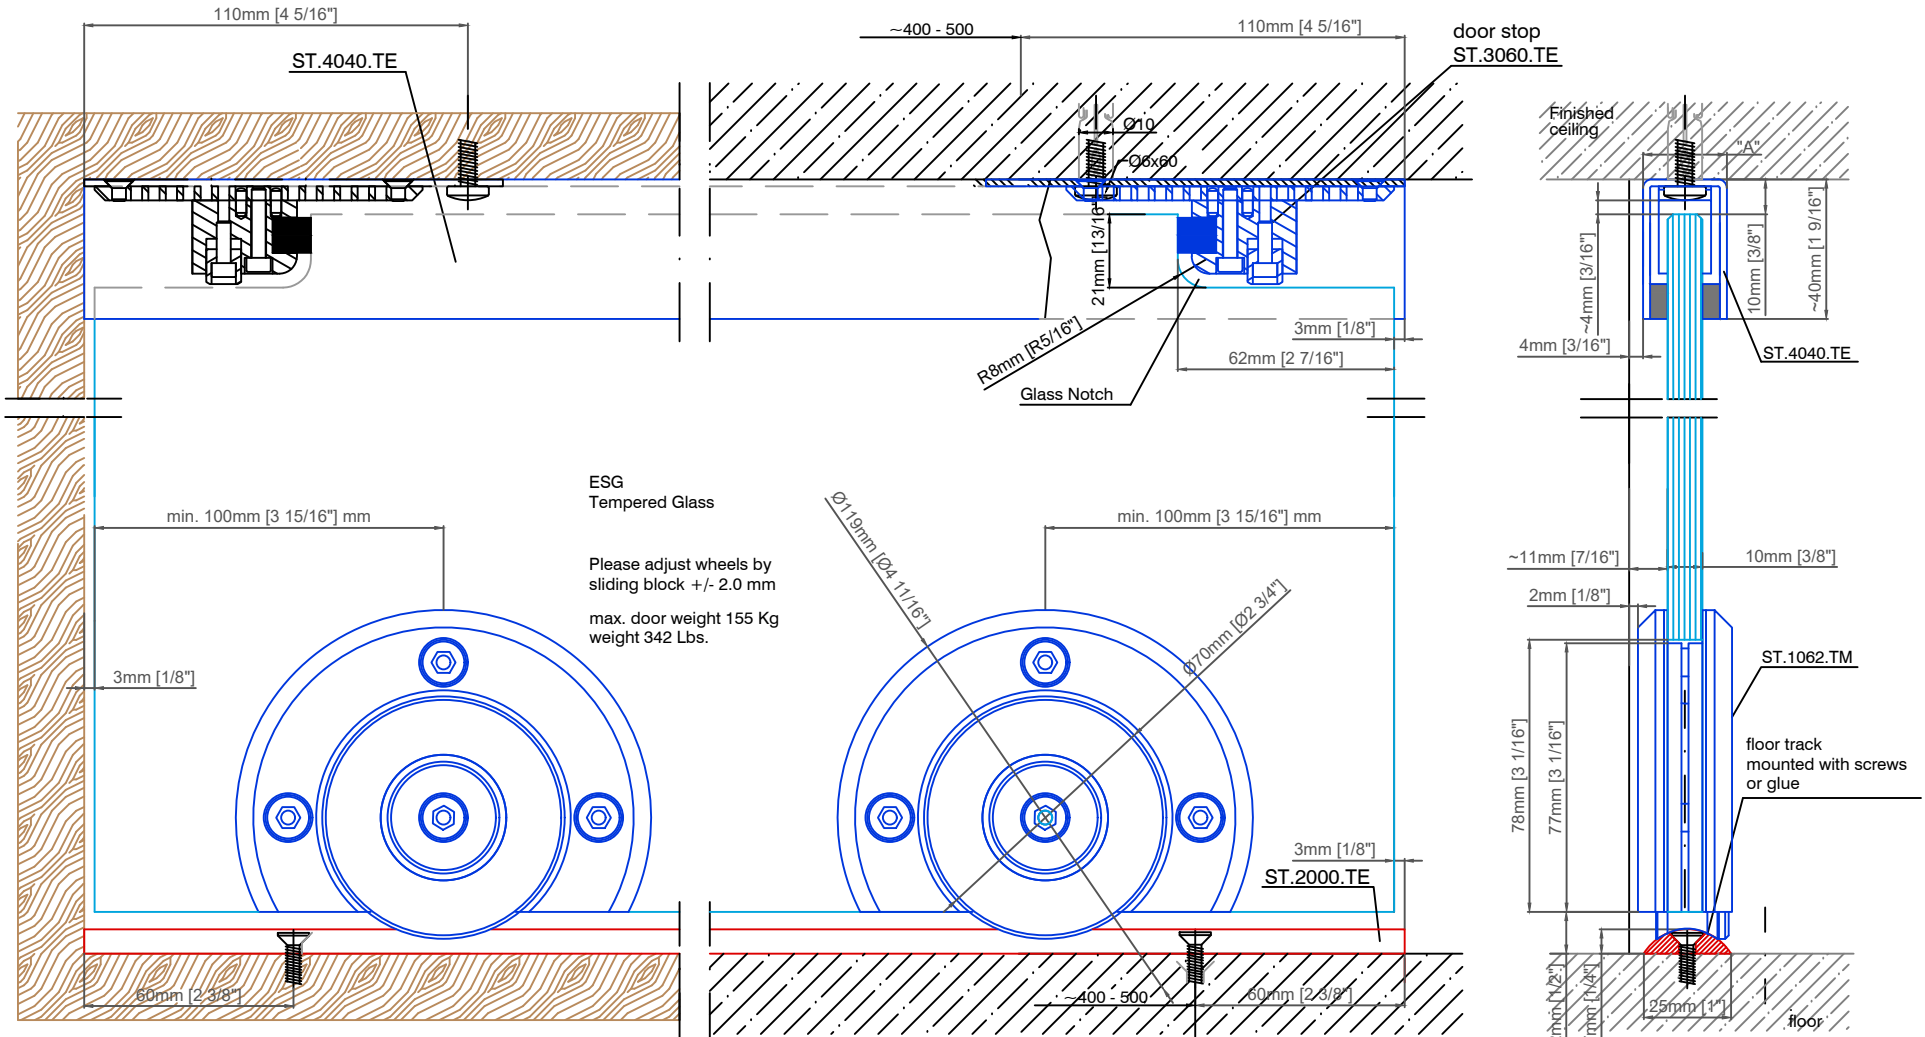 110mm [4 5/16"]
ST.4040.TE
~400 - 500
110mm [4 5/16"]
door stop
ST.3060.TE
Ø10
Ø6x60
21mm [13/16"
R8mm [R5/16"]
Glass Notch
3mm [1/8"]
62mm [2 7/16"]
Finished
ceiling
"A"
~4mm [3/16"]
10mm [3/8"]
~40mm [1 9/16"]
4mm [3/16"]
ST.4040.TE
ESG
Tempered Glass
min. 100mm [3 15/16"] mm
min. 100mm [3 15/16"] mm
Please adjust wheels by
sliding block +/- 2.0 mm
max. door weight 155 Kg
weight 342 Lbs.
Ø119mm [Ø4 11/16"]
Ø70mm [Ø2 3/4"]
3mm [1/8"]
~11mm [7/16"]
10mm [3/8"]
2mm [1/8"]
ST.1062.TM
78mm [3 1/16"]
77mm [3 1/16"]
floor track
mounted with screws
or glue
3mm [1/8"]
ST.2000.TE
60mm [2 3/8"]
~400 - 500
60mm [2 3/8"]
mm [1/2"]
mm [1/4"]
25mm [1"]
floor